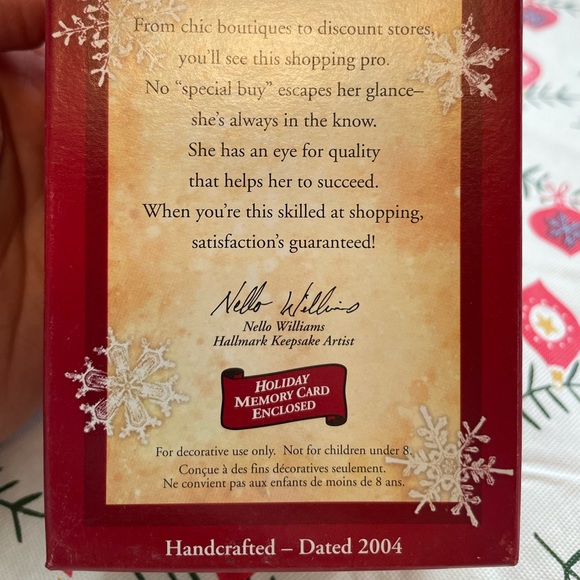 From chic boutiques to discount stores,
you'll see this shopping pro.
No “special buy” escapes her glance–
she's always in the know.
She has an eye for quality
that helps her to succeed.
When you're this skilled at shopping,
satisfaction's guaranteed!
Nello Williams
Nello Williams
Hallmark Keepsake Artist
HOLIDAY
MEMORY CARD
ENCLOSED
For decorative use only. Not for children under 8.
Conçue à des fins décoratives seulement.
Ne convient pas aux enfants de moins de 8 ans.
Handcrafted – Dated 2004